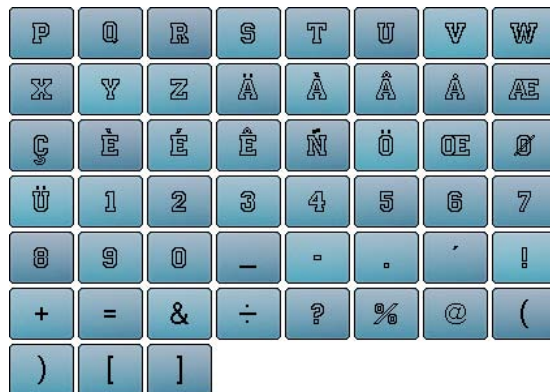 P Q R S T U V W
X Y Z Ä À Â Å Æ
Ç È É Ê Ñ Ö Œ Ø
Ü 1 2 3 4 5 6 7
8 9 0 _ - . ´ !
+ = & ÷ ? % @ (
) [ ]